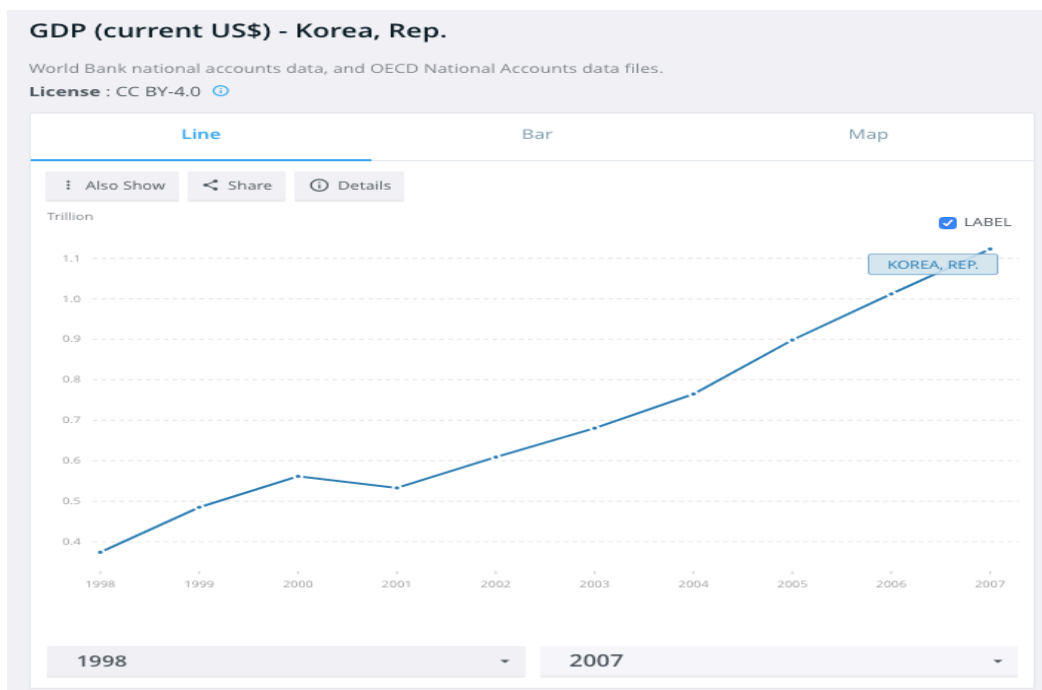 GDP (current US$) - Korea, Rep.
World Bank national accounts data, and OECD National Accounts data files.
License : CC BY-4.0
Line Bar Map
Also Show Share Details
Trillion
LABEL
1.1
KOREA, REP.
1.0
0.9
0.8
0.7
0.6
0.5
0.4
1998 1999 2000 2001 2002 2003 2004 2005 2006 2007
1998 2007